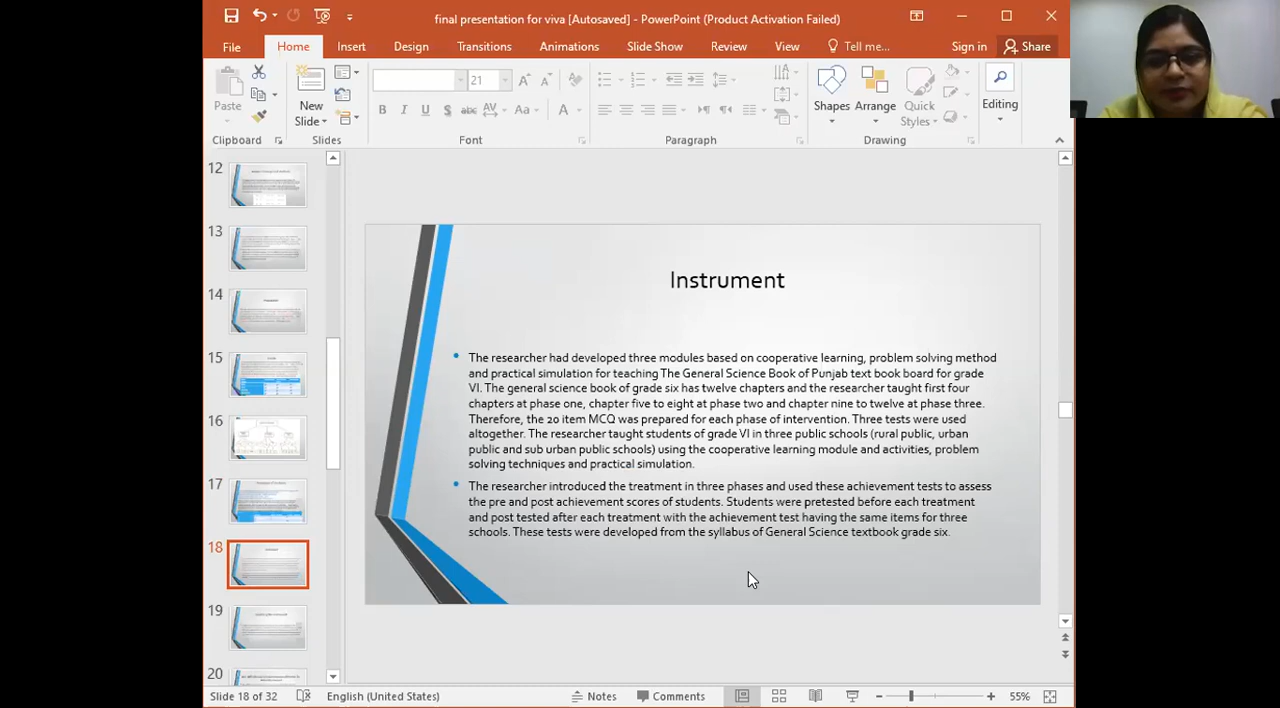 final presentation for viva [Autosaved] - PowerPoint (Product Activation Failed)
File Home Insert Design Transitions Animations Slide Show Review View Tell me... Sign in Share
Paste
New
Slide
21
B I U S abc AV Aa A
Shapes Arrange Quick
Styles
Editing
Clipboard Slides Font Paragraph Drawing
12
13
14
15
16
17
18
19
20
Instrument
• The researcher had developed three modules based on cooperative learning, problem solving method
and practical simulation for teaching The General Science Book of Punjab text book board for grade
VI. The general science book of grade six has twelve chapters and the researcher taught first four
chapters at phase one, chapter five to eight at phase two and chapter nine to twelve at phase three.
Therefore, the 20 item MCQ was prepared for each phase of intervention. Three tests were used
altogether. The researcher taught students of grade VI in three public schools (rural public, urban
public and sub urban public schools) using the cooperative learning module and activities, problem
solving techniques and practical simulation.
• The researcher introduced the treatment in three phases and used these achievement tests to assess
the pre and post achievement scores of students. Students were pretested before each treatment
and post tested after each treatment with the achievement test having the same items for three
schools. These tests were developed from the syllabus of General Science textbook grade six.
Slide 18 of 32 English (United States) Notes Comments 55%